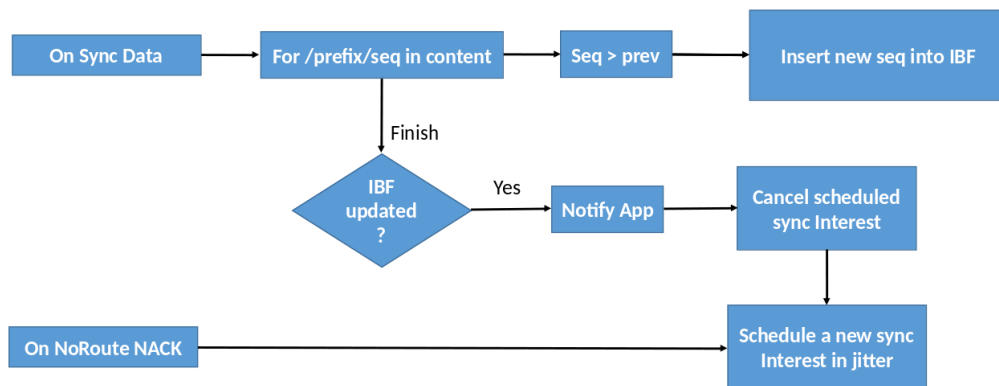 On Sync Data
For /prefix/seq in content
Seq > prev
Insert new seq into IBF
Finish
IBF
updated
?
Yes
Notify App
Cancel scheduled
sync Interest
On NoRoute NACK
Schedule a new sync
Interest in jitter